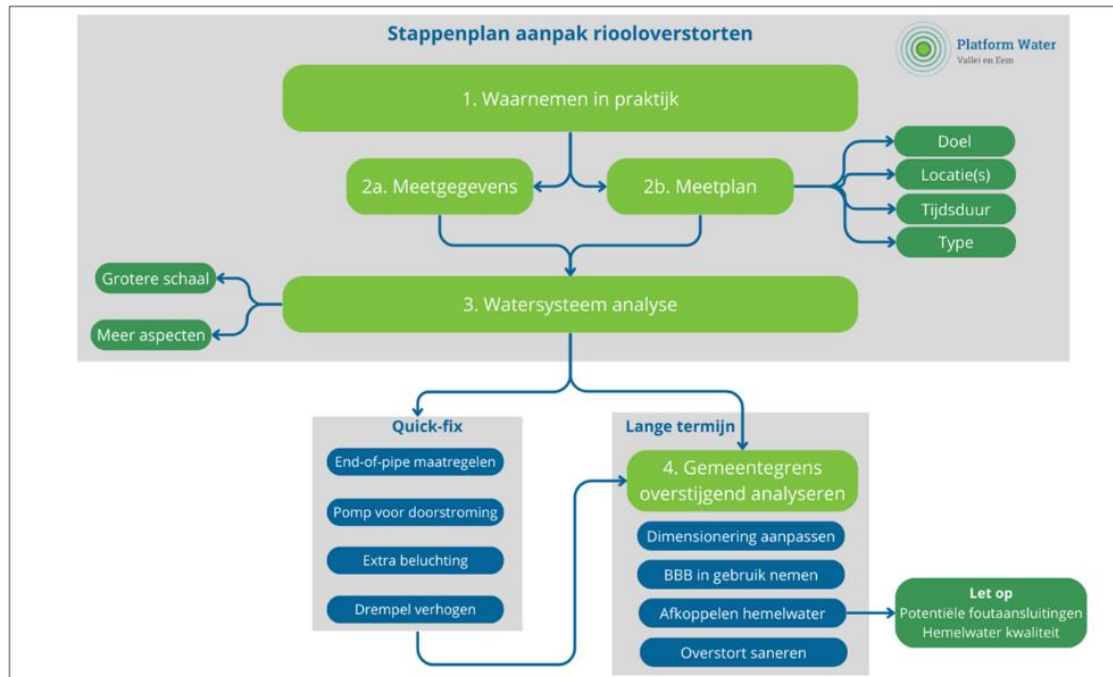 Stappenplan aanpak riooloverstorten
Platform Water
Vallei en Eem
1. Waarnemen in praktijk
2a. Meetgegevens
2b. Meetplan
Doel
Locatie(s)
Tijdsduur
Type
Grotere schaal
Meer aspecten
3. Watersysteem analyse
Quick-fix
End-of-pipe maatregelen
Pomp voor doorstroming
Extra beluchting
Drempel verhogen
Lange termijn
4. Gemeentegrens
overstijgend analyseren
Dimensionering aanpassen
BBB in gebruik nemen
Afkoppelen hemelwater
Overstort saneren
Let op
Potentiële foutaansluitingen
Hemelwater kwaliteit